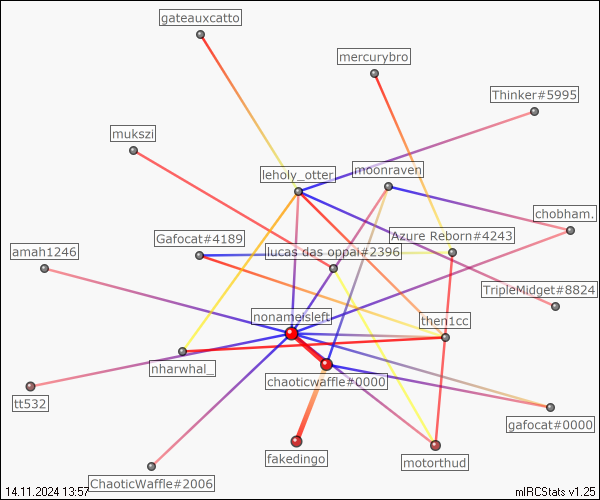 gateauxcatto
mercurybro
Thinker#5995
mukszi
leholy_otter
moonraven
chobham.
Gafocat#4189
Azure Reborn#4243
amah1246
lucas das oppai#2396
TripleMidget#8824
nonameisleft
then1cc
nharwhal_
chaoticwaffle#0000
tt532
gafocat#0000
fakedingo
motorthud
ChaoticWaffle#2006
14.11.2024 13:57
mIRCStats v1.25